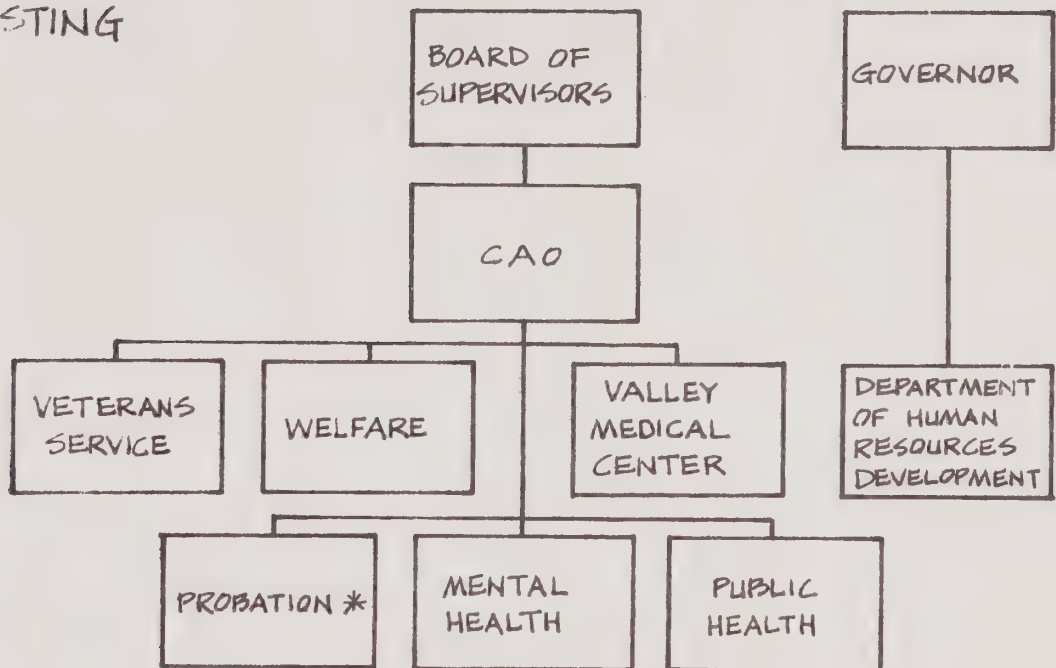 STING
BOARD OF
SUPERVISORS
GOVERNOR
CAO
VETERANS
SERVICE
WELFARE
VALLEY
MEDICAL
CENTER
DEPARTMENT
OF HUMAN
RESOURCES
DEVELOPMENT
PROBATION *
MENTAL
HEALTH
PUBLIC
HEALTH